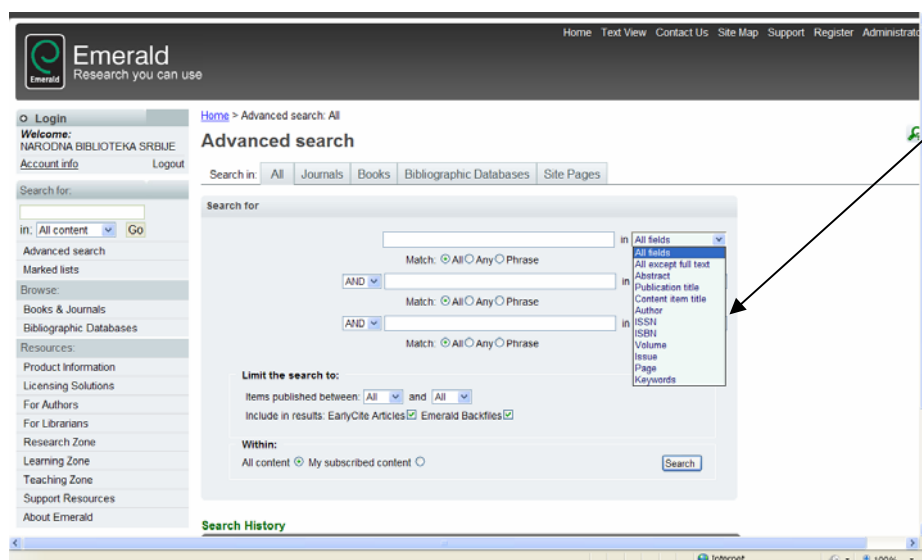 Home Text View Contact Us Site Map Support Register Administrato
Emerald
Research you can use
Emerald
Login
Welcome:
NARODNA BIBLIOTEKA SRBIJE
Account info Logout
Search for:
in: All content Go
Advanced search
Marked lists
Browse:
Books & Journals
Bibliographic Databases
Resources:
Product Information
Licensing Solutions
For Authors
For Librarians
Research Zone
Learning Zone
Teaching Zone
Support Resources
About Emerald
Home > Advanced search: All
Advanced search
Search in: All Journals Books Bibliographic Databases Site Pages
Search for
in All fields
Match: All Any Phrase
AND in
Match: All Any Phrase
AND in
Match: All Any Phrase
All fields
All except full text
Abstract
Publication title
Content item title
Author
ISSN
ISBN
Volume
Issue
Page
Keywords
Limit the search to:
Items published between: All and All
Include in results: EarlyCite Articles Emerald Backfiles
Within:
All content My subscribed content Search
Search History
Internet 100%